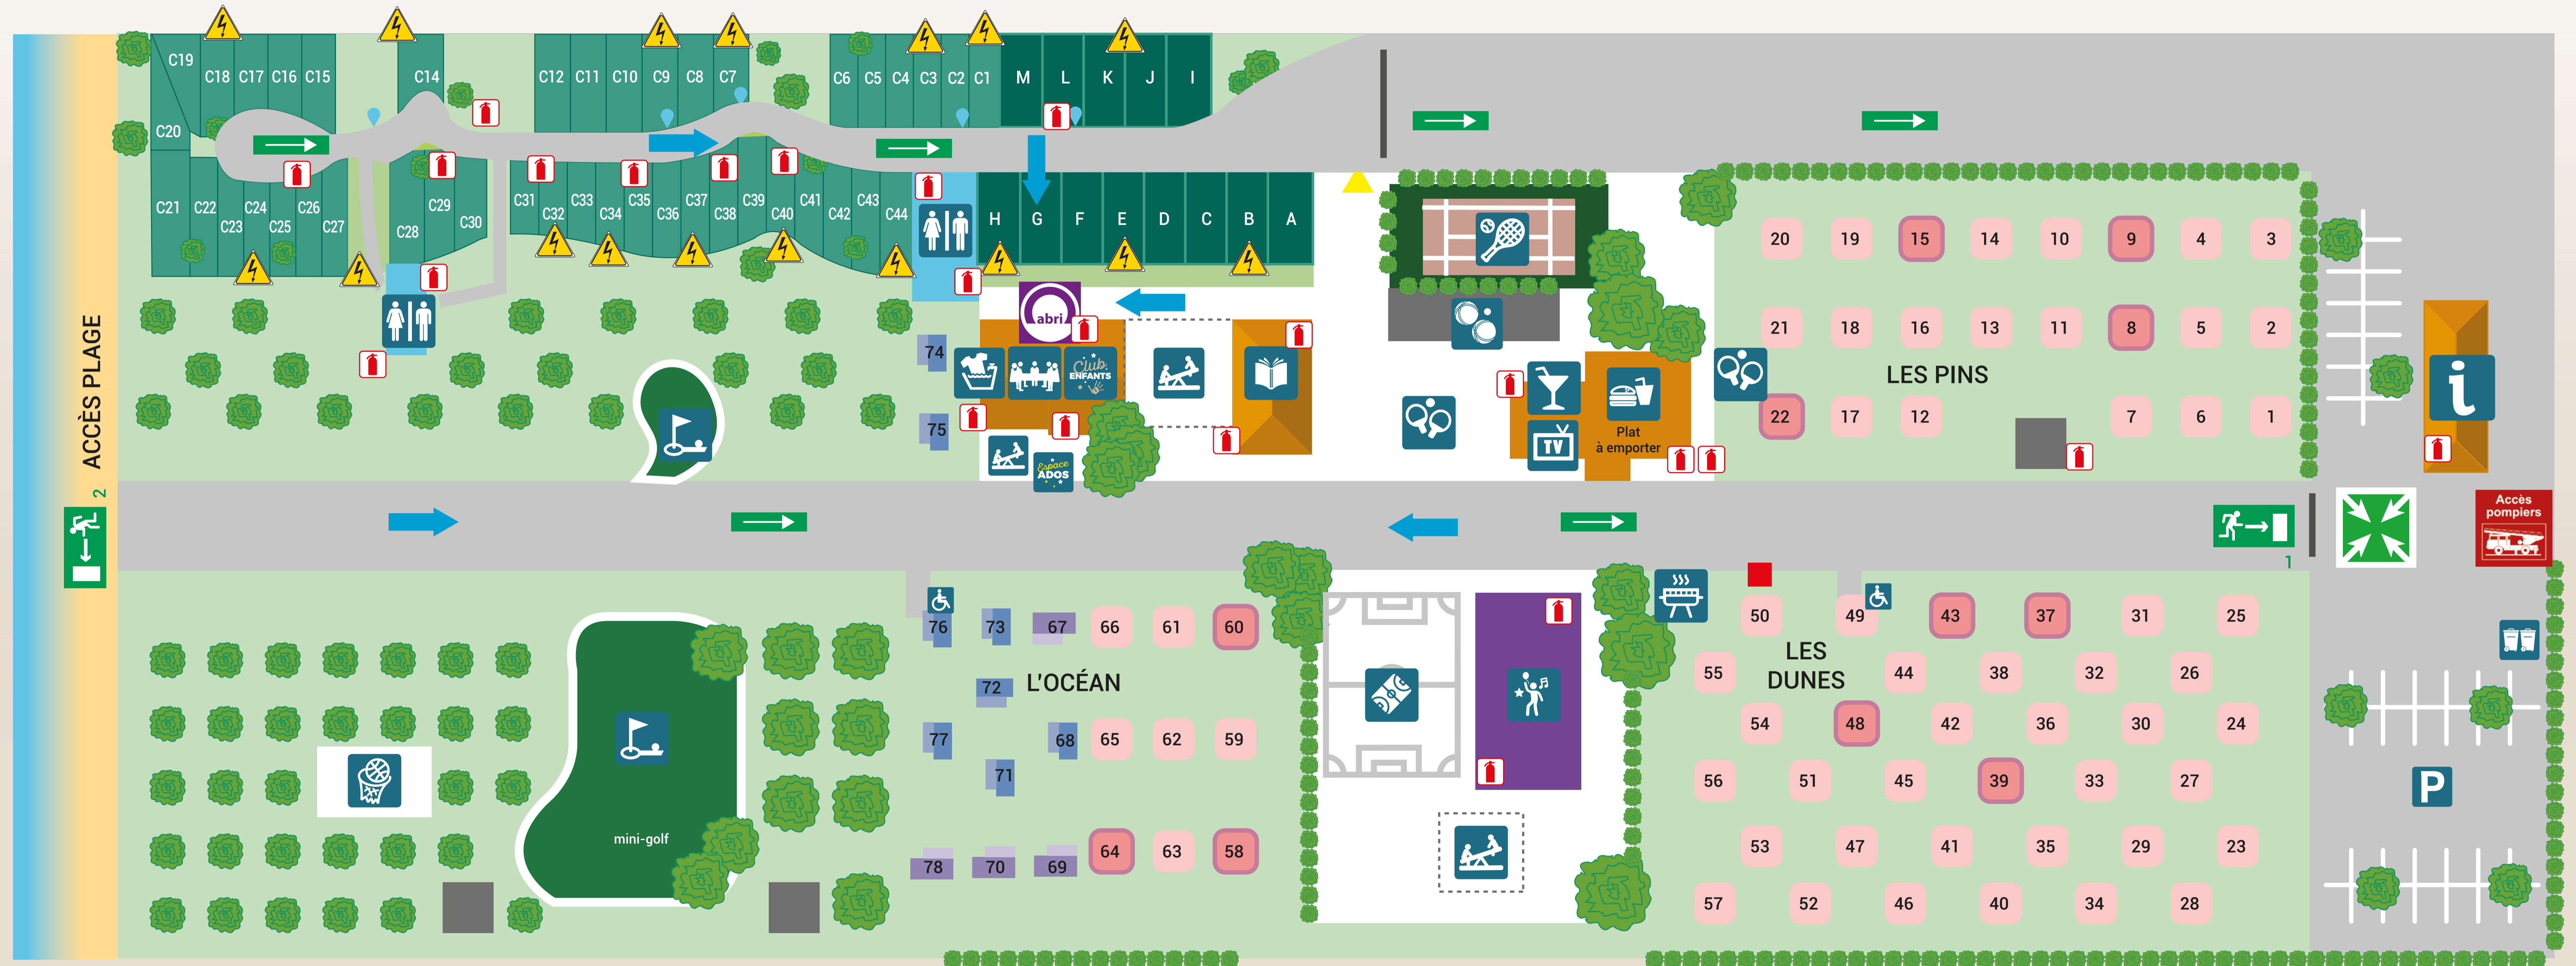 C19
C18 C17 C16 C15
C14
C12 C11 C10 C9 C8 C7
C6 C5 C4 C3 C2 C1
M L K J I
C20
C21 C22 C23 C24 C25 C26 C27
C28 C29 C30
C31 C32 C33 C34 C35 C36 C37 C38 C39 C40 C41 C42 C43 C44
H G F E D C B A
abri
Club
ENFANTS
Espace
ADOS
74
75
TV
Plat
à emporter
20 19 15 14 10 9 4 3
21 18 16 13 11 8 5 2
LES PINS
22 17 12 7 6 1
i
ACCÈS PLAGE
2
1
Accès
pompiers
mini-golf
76 73 67 66 61 60
72
L'OCÉAN
77 68 65 62 59
71
78 70 69 64 63 58
50 49 43 37 31 25
LES
DUNES
55 44 38 32 26
54 48 42 36 30 24
56 51 45 39 33 27
53 47 41 35 29 23
57 52 46 40 34 28
P